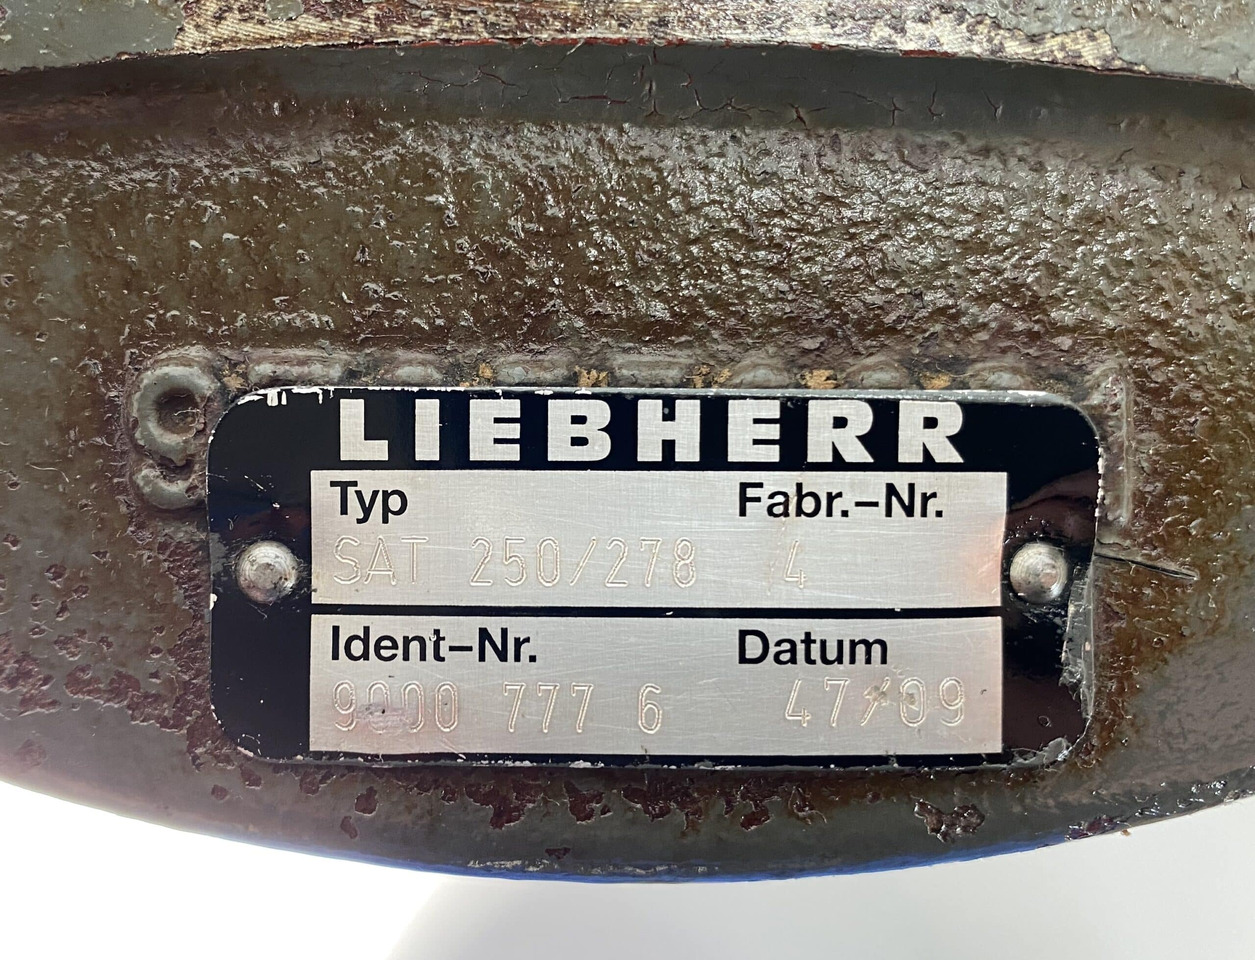 LIEBHERR
Typ Fabr.-Nr.
SAT 250/278 4
Ident-Nr. Datum
9000 777 6 47/09